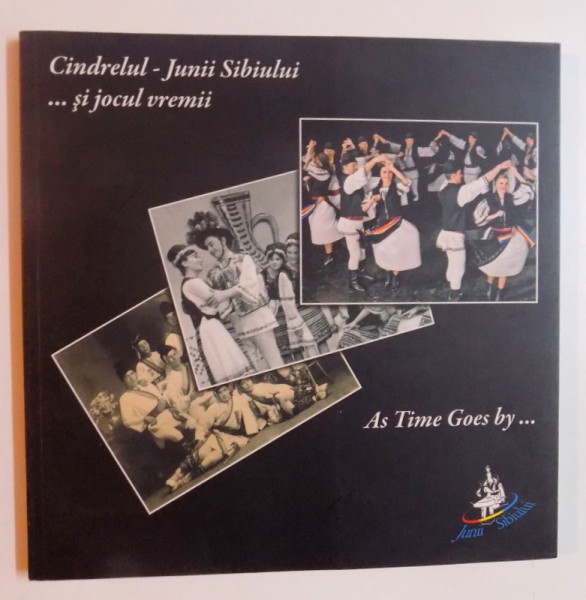 Cindrelul - Junii Sibiului
... şi jocul vremii
As Time Goes by ...
Junii Sibiului